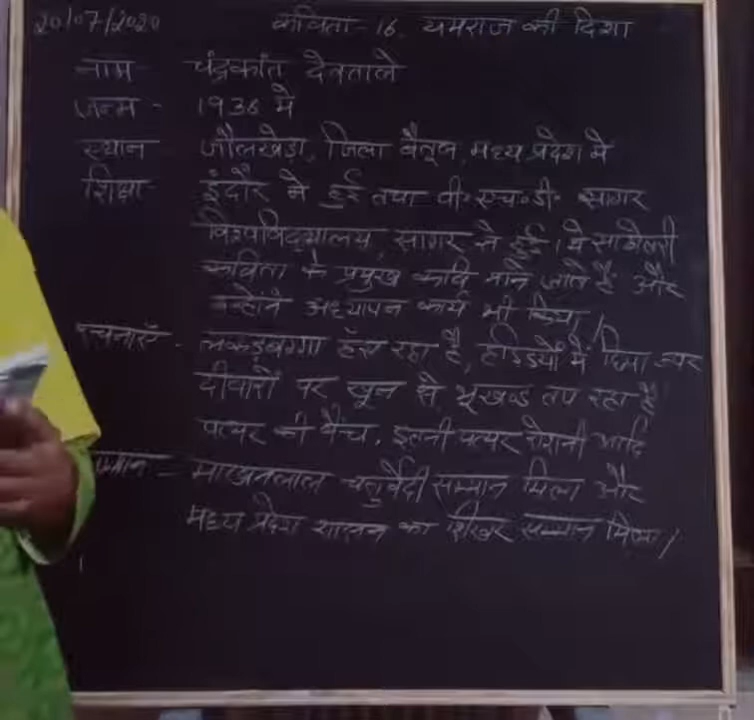 20/07/2020 कविता-16. यमराज की दिशा
नाम चंद्रकांत देवताले
जन्म - 1936 में
स्थान जौलखेड़ा, जिला बैतूल, मध्य प्रदेश में
शिक्षा इंदौर में हुई तथा पी॰एच॰डी॰ सागर
विश्वविद्यालय, सागर से हुई। वे साठोत्तरी
कविता के प्रमुख कवि माने जाते हैं और
उन्होंने अध्यापन कार्य भी किया।
रचनाएँ - लकड़बग्घा हँस रहा है, हड्डियों में छिपा ज्वर
दीवारों पर खून से, भूखण्ड तप रहा है
पत्थर की बैंच, इतनी पत्थर रोशनी आदि
सम्मान - माखनलाल चतुर्वेदी सम्मान मिला और
मध्य प्रदेश शासन का शिखर सम्मान मिला।